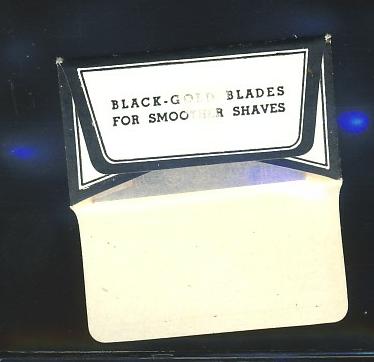 BLACK-GOLD BLADES
FOR SMOOTHER SHAVES